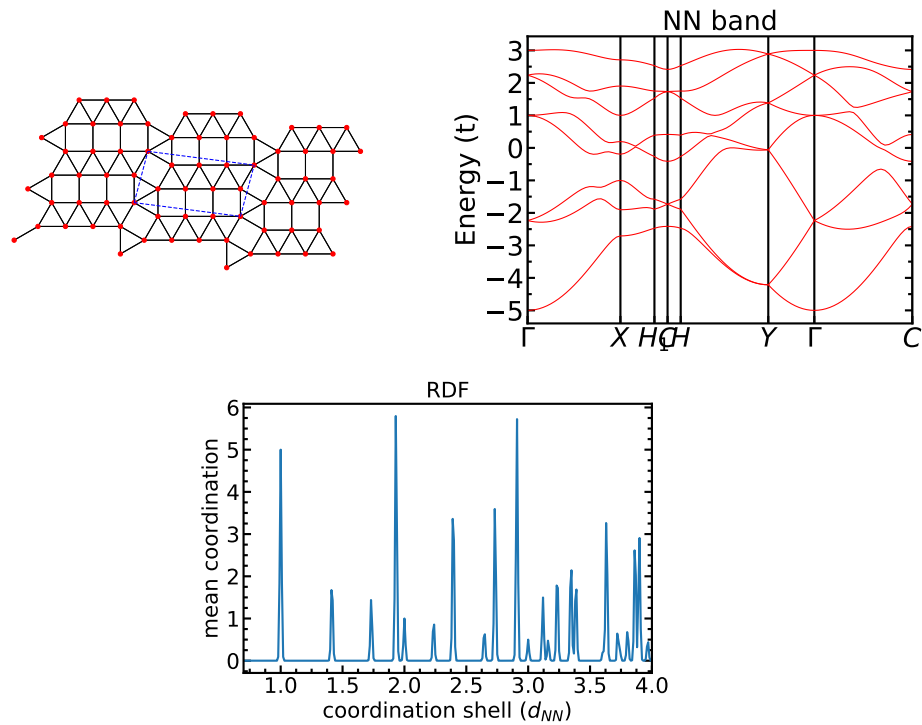 NN band
Energy (t)
3
2
1
0
−1
−2
−3
−4
−5
Γ X H1 C H Y Γ C
RDF
mean coordination
6
5
4
3
2
1
0
1.0 1.5 2.0 2.5 3.0 3.5 4.0
coordination shell (dNN)